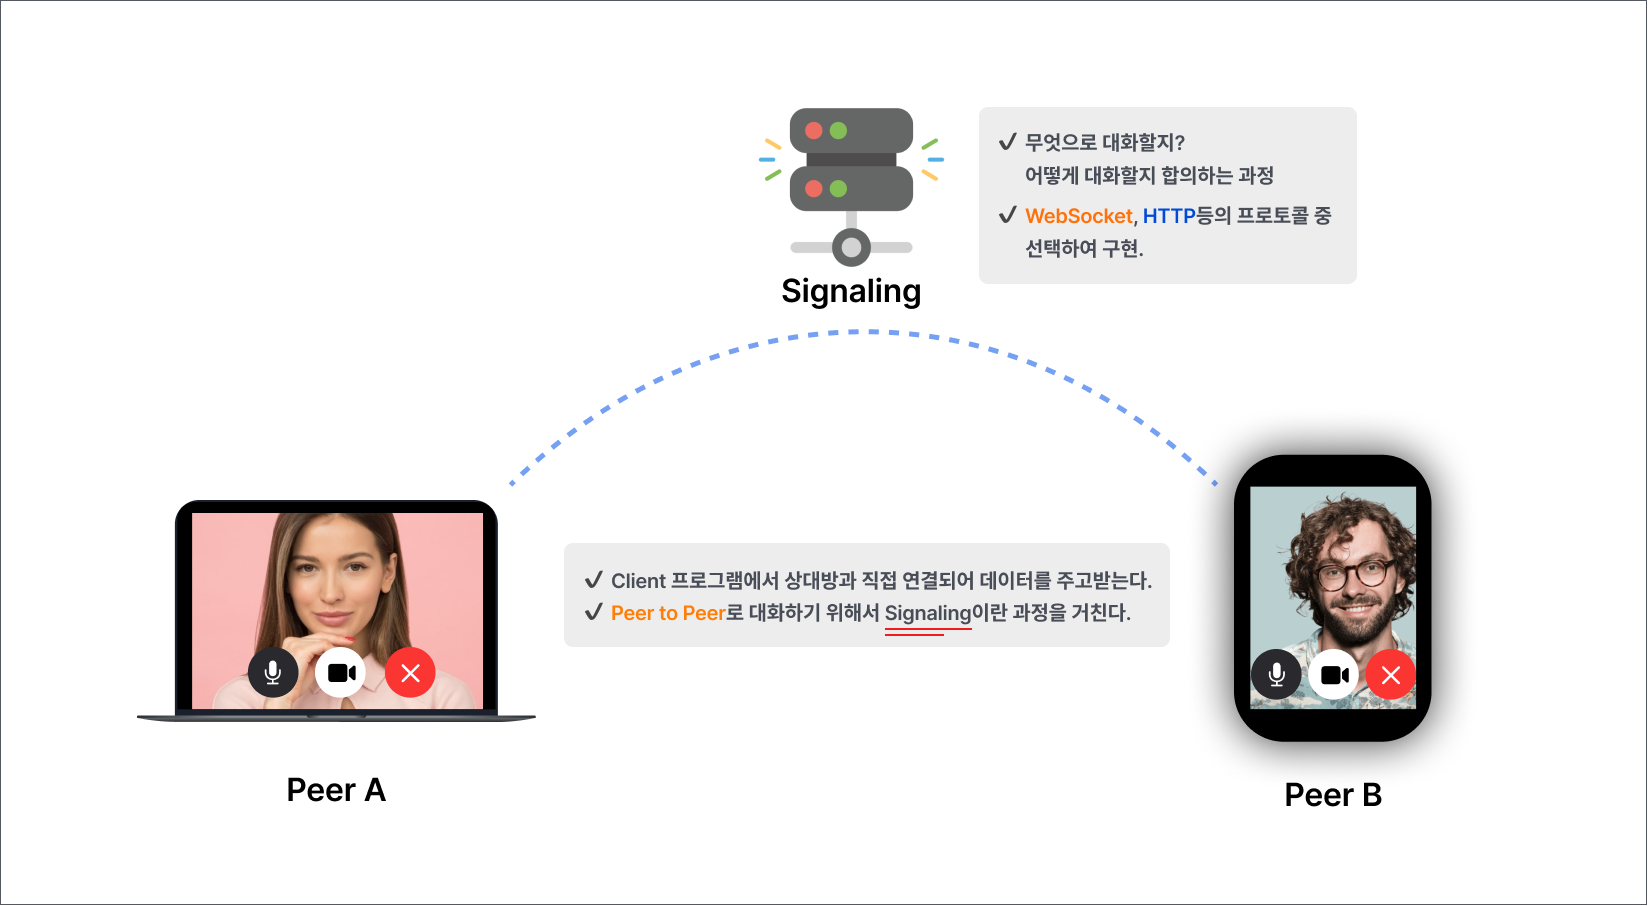 ✓ 무엇으로 대화할지?
어떻게 대화할지 합의하는 과정
✓ WebSocket, HTTP등의 프로토콜 중
선택하여 구현.
Signaling
✓ Client 프로그램에서 상대방과 직접 연결되어 데이터를 주고받는다.
✓ Peer to Peer로 대화하기 위해서 Signaling이란 과정을 거친다.
Peer A
Peer B